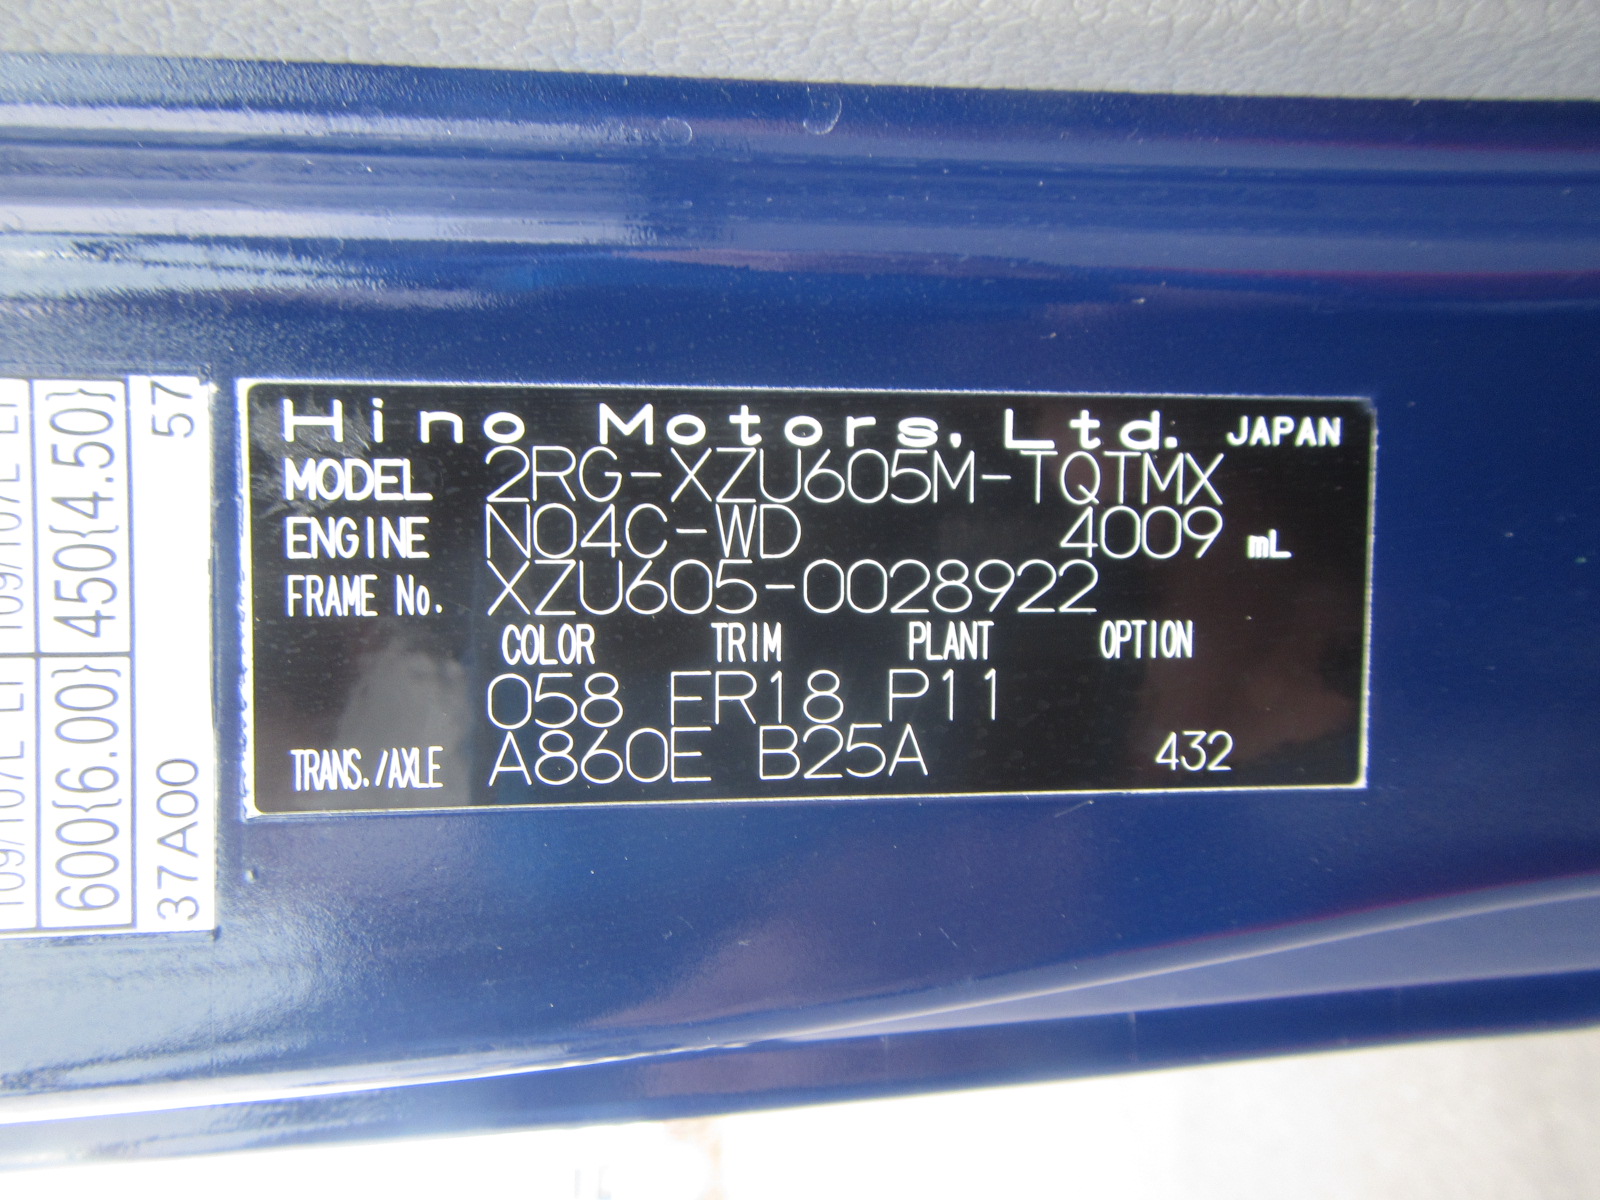 Hino Motors, Ltd. JAPAN
MODEL 2RG-XZU605M-TQTMX
ENGINE N04C-WD 4009 mL
FRAME No. XZU605-0028922
COLOR TRIM PLANT OPTION
058 FR18 P11
TRANS./AXLE A860E B25A 432
600{6.00} 450{4.50}
37A00 57